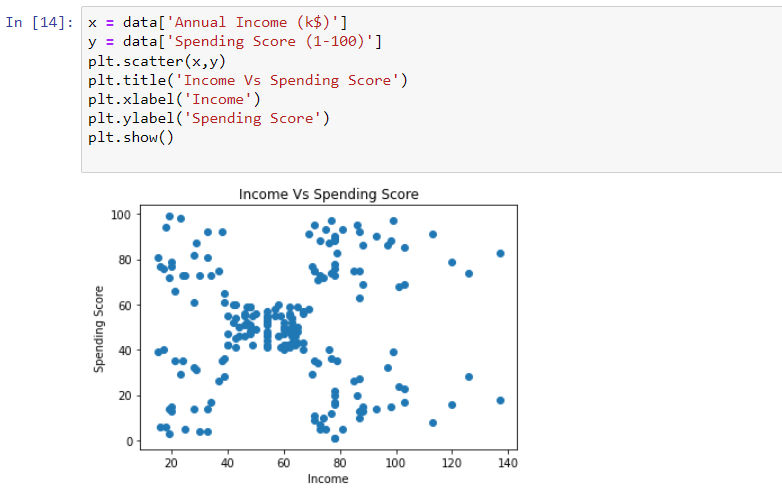 In [14]: x = data['Annual Income (k$)']
y = data['Spending Score (1-100)']
plt.scatter(x,y)
plt.title('Income Vs Spending Score')
plt.xlabel('Income')
plt.ylabel('Spending Score')
plt.show()
Income Vs Spending Score
100
80
60
40
20
0
Spending Score
20 40 60 80 100 120 140
Income